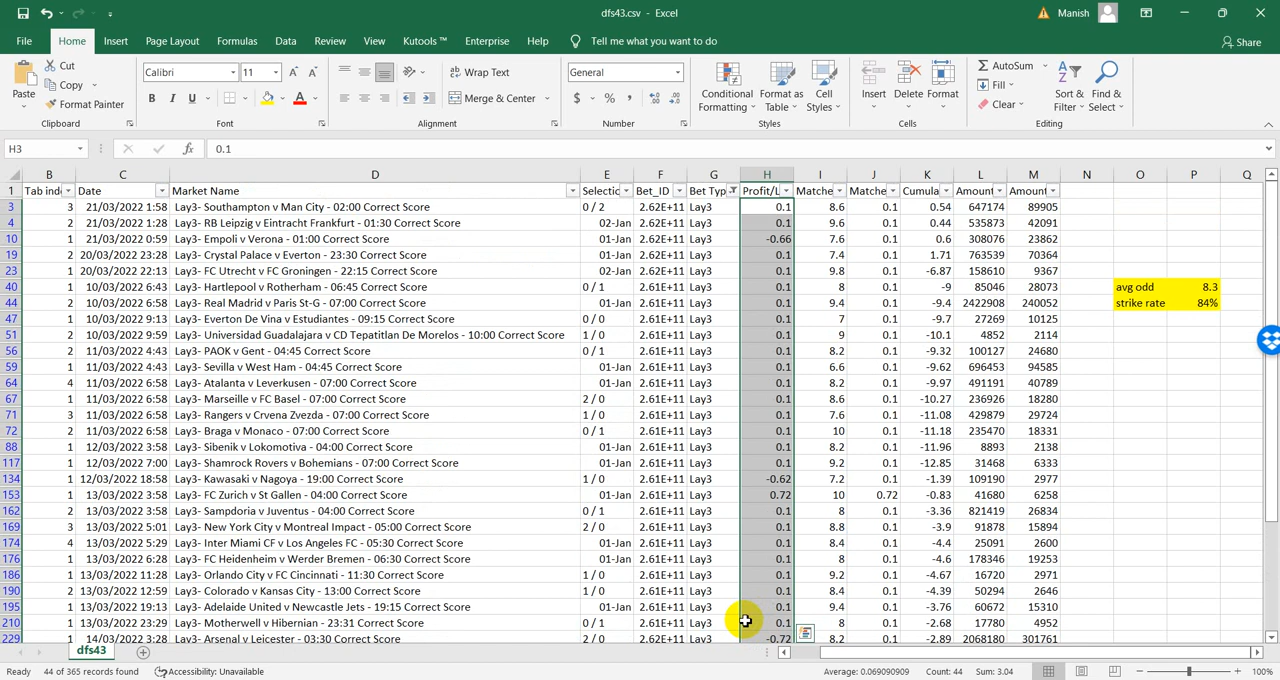 dfs43.csv - Excel
Manish
File Home Insert Page Layout Formulas Data Review View Kutools ™ Enterprise Help Tell me what you want to do Share
Paste Cut Copy Format Painter Clipboard
Calibri 11 B I U Font
Wrap Text Merge & Center Alignment
General $ % Number
Conditional Formatting Format as Table Cell Styles Styles
Insert Delete Format Cells
AutoSum Fill Clear Sort & Filter Find & Select Editing
H3 fx 0.1
B C D E F G H I J K L M N O P Q
1 Tab inde Date Market Name Selectio Bet_ID Bet Typ Profit/L Matche Matche Cumula Amount Amount
3 3 21/03/2022 1:58 Lay3- Southampton v Man City - 02:00 Correct Score 0 / 2 2.62E+11 Lay3 0.1 8.6 0.1 0.54 647174 89905
4 2 21/03/2022 1:28 Lay3- RB Leipzig v Eintracht Frankfurt - 01:30 Correct Score 02-Jan 2.62E+11 Lay3 0.1 9.6 0.1 0.44 535873 42091
10 1 21/03/2022 0:59 Lay3- Empoli v Verona - 01:00 Correct Score 01-Jan 2.62E+11 Lay3 -0.66 7.6 0.1 0.6 308076 23862
19 2 20/03/2022 23:28 Lay3- Crystal Palace v Everton - 23:30 Correct Score 01-Jan 2.62E+11 Lay3 0.1 7.4 0.1 1.71 763539 70364
23 1 20/03/2022 22:13 Lay3- FC Utrecht v FC Groningen - 22:15 Correct Score 02-Jan 2.62E+11 Lay3 0.1 9.8 0.1 -6.87 158610 9367
40 1 10/03/2022 6:43 Lay3- Hartlepool v Rotherham - 06:45 Correct Score 0 / 1 2.61E+11 Lay3 0.1 8 0.1 -9 85046 28073 avg odd 8.3
44 2 10/03/2022 6:58 Lay3- Real Madrid v Paris St-G - 07:00 Correct Score 01-Jan 2.61E+11 Lay3 0.1 9.4 0.1 -9.4 2422908 240052 strike rate 84%
47 1 10/03/2022 9:13 Lay3- Everton De Vina v Estudiantes - 09:15 Correct Score 0 / 0 2.61E+11 Lay3 0.1 7 0.1 -9.7 27269 10125
51 2 10/03/2022 9:59 Lay3- Universidad Guadalajara v CD Tepatitlan De Morelos - 10:00 Correct Score 1 / 0 2.61E+11 Lay3 0.1 9 0.1 -10.1 4852 2114
56 2 11/03/2022 4:43 Lay3- PAOK v Gent - 04:45 Correct Score 0 / 1 2.61E+11 Lay3 0.1 8.2 0.1 -9.32 100127 24680
59 1 11/03/2022 4:43 Lay3- Sevilla v West Ham - 04:45 Correct Score 01-Jan 2.61E+11 Lay3 0.1 6.6 0.1 -9.62 696453 94585
64 4 11/03/2022 6:58 Lay3- Atalanta v Leverkusen - 07:00 Correct Score 01-Jan 2.61E+11 Lay3 0.1 8.2 0.1 -9.97 491191 40789
67 1 11/03/2022 6:58 Lay3- Marseille v FC Basel - 07:00 Correct Score 2 / 0 2.61E+11 Lay3 0.1 8.6 0.1 -10.27 236926 18280
71 3 11/03/2022 6:58 Lay3- Rangers v Crvena Zvezda - 07:00 Correct Score 1 / 0 2.61E+11 Lay3 0.1 7.6 0.1 -11.08 429879 29724
72 2 11/03/2022 6:58 Lay3- Braga v Monaco - 07:00 Correct Score 0 / 1 2.61E+11 Lay3 0.1 10 0.1 -11.18 235470 18331
88 1 12/03/2022 3:58 Lay3- Sibenik v Lokomotiva - 04:00 Correct Score 01-Jan 2.61E+11 Lay3 0.1 8.2 0.1 -11.96 8893 2138
117 1 12/03/2022 7:00 Lay3- Shamrock Rovers v Bohemians - 07:00 Correct Score 01-Jan 2.61E+11 Lay3 0.1 9.2 0.1 -12.85 31468 6333
134 1 12/03/2022 18:58 Lay3- Kawasaki v Nagoya - 19:00 Correct Score 1 / 0 2.61E+11 Lay3 -0.62 7.2 0.1 -1.39 109190 2977
153 1 13/03/2022 3:58 Lay3- FC Zurich v St Gallen - 04:00 Correct Score 01-Jan 2.61E+11 Lay3 0.72 10 0.72 -0.83 41680 6258
162 2 13/03/2022 3:58 Lay3- Sampdoria v Juventus - 04:00 Correct Score 0 / 1 2.61E+11 Lay3 0.1 8 0.1 -3.36 821419 26834
169 3 13/03/2022 5:01 Lay3- New York City v Montreal Impact - 05:00 Correct Score 2 / 0 2.61E+11 Lay3 0.1 8.8 0.1 -3.9 91878 15894
174 4 13/03/2022 5:29 Lay3- Inter Miami CF v Los Angeles FC - 05:30 Correct Score 01-Jan 2.61E+11 Lay3 0.1 8.4 0.1 -4.4 25091 2600
176 1 13/03/2022 6:28 Lay3- FC Heidenheim v Werder Bremen - 06:30 Correct Score 01-Jan 2.61E+11 Lay3 0.1 8 0.1 -4.6 178346 19253
186 1 13/03/2022 11:28 Lay3- Orlando City v FC Cincinnati - 11:30 Correct Score 1 / 0 2.61E+11 Lay3 0.1 9.2 0.1 -4.67 16720 2971
190 2 13/03/2022 12:59 Lay3- Colorado v Kansas City - 13:00 Correct Score 1 / 0 2.61E+11 Lay3 0.1 8.4 0.1 -4.39 50294 2646
195 1 13/03/2022 19:13 Lay3- Adelaide United v Newcastle Jets - 19:15 Correct Score 01-Jan 2.61E+11 Lay3 0.1 9.4 0.1 -3.76 60672 15310
210 1 13/03/2022 23:29 Lay3- Motherwell v Hibernian - 23:31 Correct Score 0 / 1 2.61E+11 Lay3 0.1 8 0.1 -2.68 17780 4952
229 1 14/03/2022 3:28 Lay3- Arsenal v Leicester - 03:30 Correct Score 2 / 0 2.62E+11 Lay3 -0.72 8.2 0.1 -2.89 2068180 301761
dfs43
Ready 44 of 365 records found Accessibility: Unavailable Average: 0.069090909 Count: 44 Sum: 3.04 100%